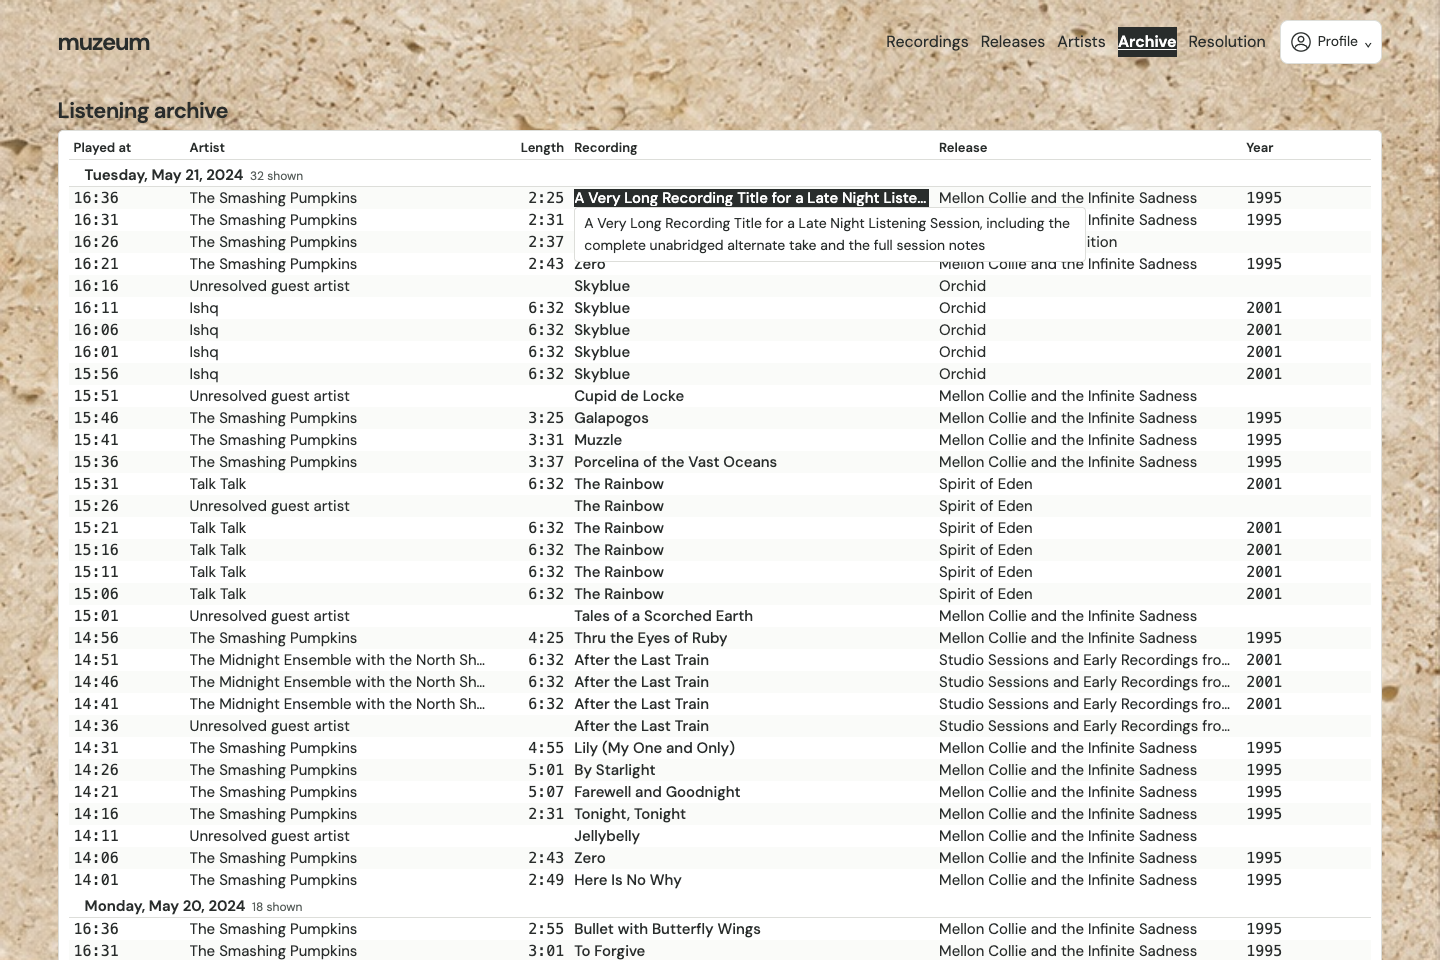 muzeum
Recordings Releases Artists Archive Resolution Profile
Listening archive
Played at Artist Length Recording Release Year
Tuesday, May 21, 2024 32 shown
16:36 The Smashing Pumpkins 2:25 A Very Long Recording Title for a Late Night Liste... Mellon Collie and the Infinite Sadness 1995
16:31 The Smashing Pumpkins 2:31 Infinite Sadness 1995
A Very Long Recording Title for a Late Night Listening Session, including the
complete unabridged alternate take and the full session notes
16:26 The Smashing Pumpkins 2:37 ition
16:21 The Smashing Pumpkins 2:43 Zero Mellon Collie and the Infinite Sadness 1995
16:16 Unresolved guest artist Skyblue Orchid
16:11 Ishq 6:32 Skyblue Orchid 2001
16:06 Ishq 6:32 Skyblue Orchid 2001
16:01 Ishq 6:32 Skyblue Orchid 2001
15:56 Ishq 6:32 Skyblue Orchid 2001
15:51 Unresolved guest artist Cupid de Locke Mellon Collie and the Infinite Sadness
15:46 The Smashing Pumpkins 3:25 Galapogos Mellon Collie and the Infinite Sadness 1995
15:41 The Smashing Pumpkins 3:31 Muzzle Mellon Collie and the Infinite Sadness 1995
15:36 The Smashing Pumpkins 3:37 Porcelina of the Vast Oceans Mellon Collie and the Infinite Sadness 1995
15:31 Talk Talk 6:32 The Rainbow Spirit of Eden 2001
15:26 Unresolved guest artist The Rainbow Spirit of Eden
15:21 Talk Talk 6:32 The Rainbow Spirit of Eden 2001
15:16 Talk Talk 6:32 The Rainbow Spirit of Eden 2001
15:11 Talk Talk 6:32 The Rainbow Spirit of Eden 2001
15:06 Talk Talk 6:32 The Rainbow Spirit of Eden 2001
15:01 Unresolved guest artist Tales of a Scorched Earth Mellon Collie and the Infinite Sadness
14:56 The Smashing Pumpkins 4:25 Thru the Eyes of Ruby Mellon Collie and the Infinite Sadness 1995
14:51 The Midnight Ensemble with the North Sh... 6:32 After the Last Train Studio Sessions and Early Recordings fro... 2001
14:46 The Midnight Ensemble with the North Sh... 6:32 After the Last Train Studio Sessions and Early Recordings fro... 2001
14:41 The Midnight Ensemble with the North Sh... 6:32 After the Last Train Studio Sessions and Early Recordings fro... 2001
14:36 Unresolved guest artist After the Last Train Studio Sessions and Early Recordings fro...
14:31 The Smashing Pumpkins 4:55 Lily (My One and Only) Mellon Collie and the Infinite Sadness 1995
14:26 The Smashing Pumpkins 5:01 By Starlight Mellon Collie and the Infinite Sadness 1995
14:21 The Smashing Pumpkins 5:07 Farewell and Goodnight Mellon Collie and the Infinite Sadness 1995
14:16 The Smashing Pumpkins 2:31 Tonight, Tonight Mellon Collie and the Infinite Sadness 1995
14:11 Unresolved guest artist Jellybelly Mellon Collie and the Infinite Sadness
14:06 The Smashing Pumpkins 2:43 Zero Mellon Collie and the Infinite Sadness 1995
14:01 The Smashing Pumpkins 2:49 Here Is No Why Mellon Collie and the Infinite Sadness 1995
Monday, May 20, 2024 18 shown
16:36 The Smashing Pumpkins 2:55 Bullet with Butterfly Wings Mellon Collie and the Infinite Sadness 1995
16:31 The Smashing Pumpkins 3:01 To Forgive Mellon Collie and the Infinite Sadness 1995